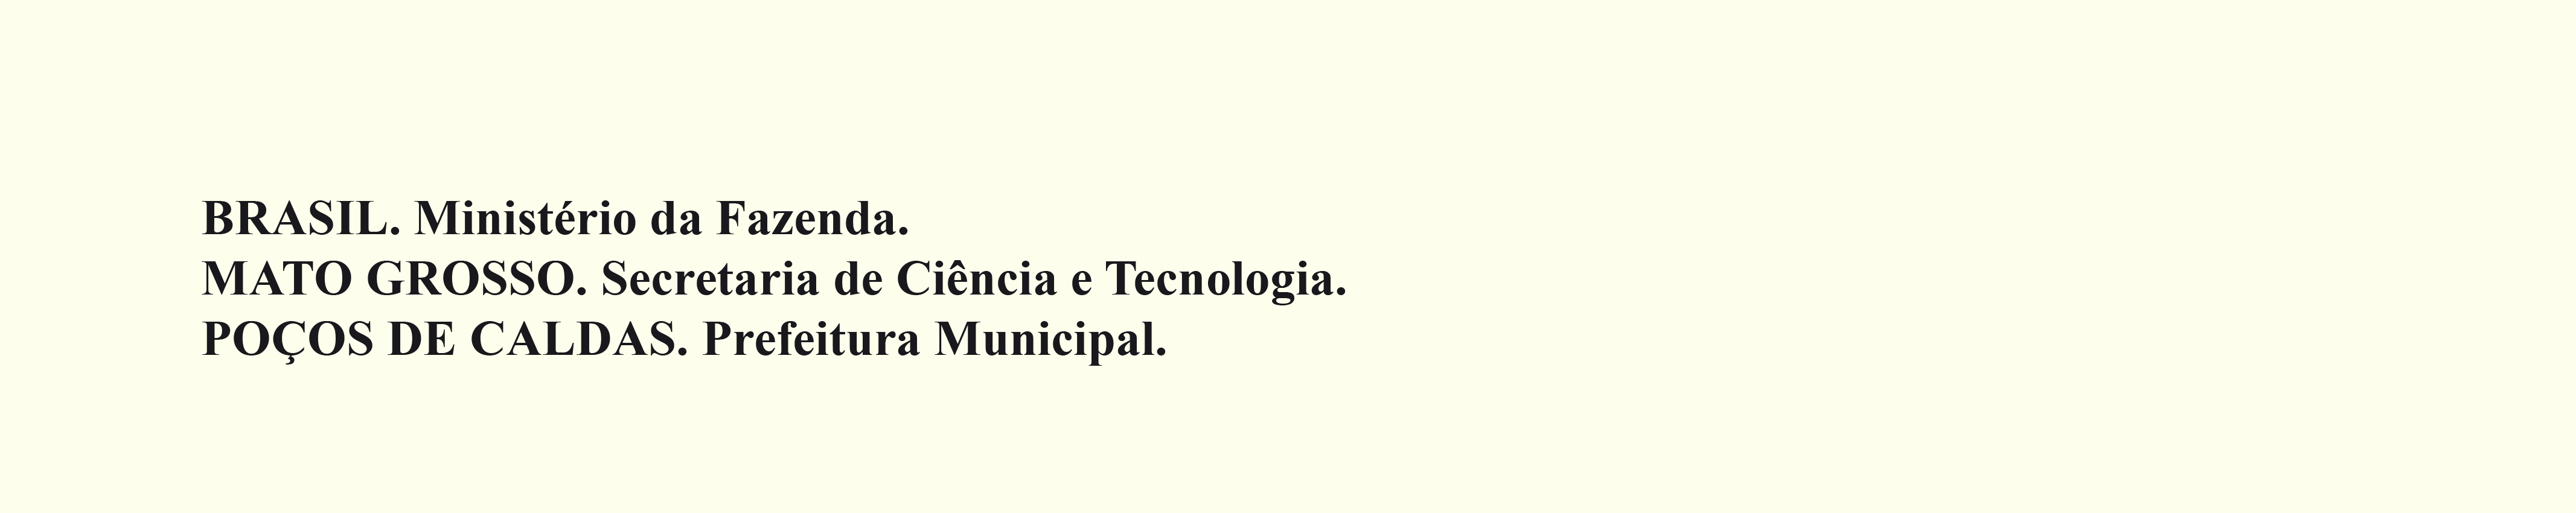 BRASIL. Ministério da Fazenda.
MATO GROSSO. Secretaria de Ciência e Tecnologia.
POÇOS DE CALDAS. Prefeitura Municipal.